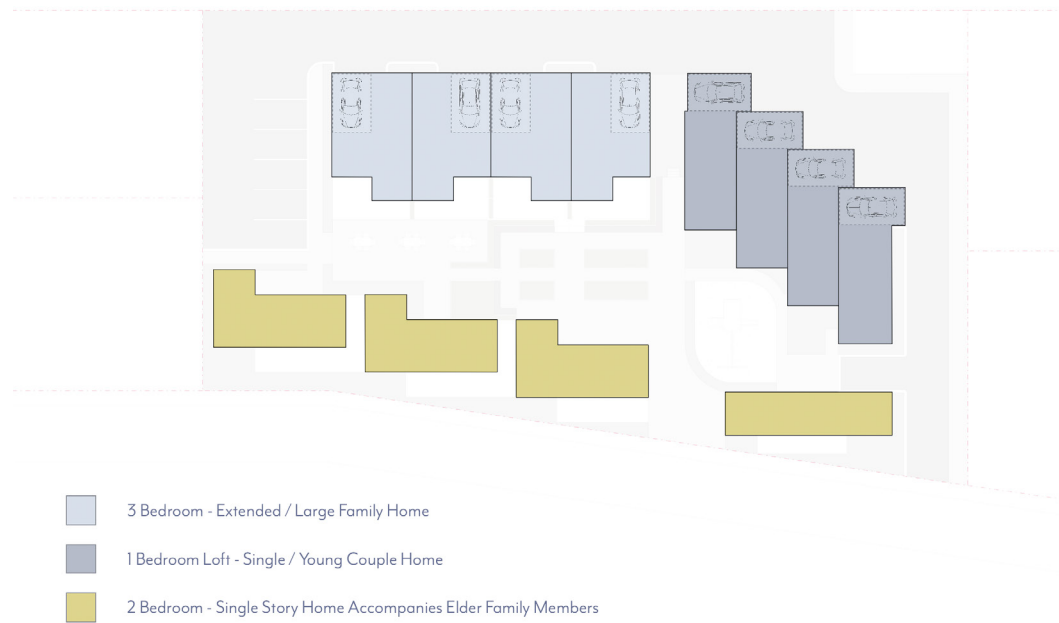 3 Bedroom - Extended / Large Family Home
1 Bedroom Loft - Single / Young Couple Home
2 Bedroom - Single Story Home Accompanies Elder Family Members